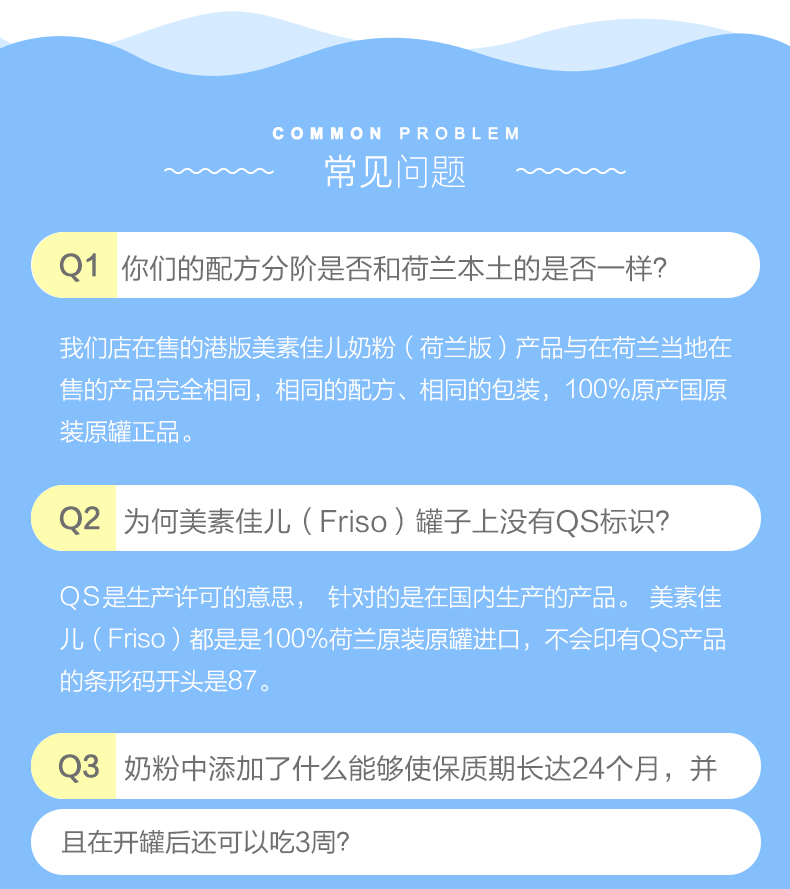 COMMON PROBLEM
常见问题
Q1 你们的配方分阶是否和荷兰本土的是否一样?
我们店在售的港版美素佳儿奶粉（荷兰版）产品与在荷兰当地在
售的产品完全相同，相同的配方、相同的包装，100%原产国原
装原罐正品。
Q2 为何美素佳儿（Friso）罐子上没有QS标识?
QS是生产许可的意思， 针对的是在国内生产的产品。 美素佳
儿（Friso）都是是100%荷兰原装原罐进口，不会印有QS产品
的条形码开头是87。
Q3 奶粉中添加了什么能够使保质期长达24个月，并
且在开罐后还可以吃3周?